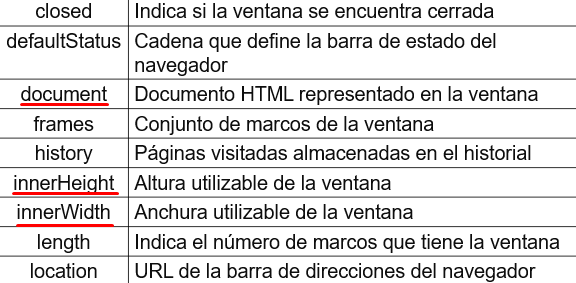 closed Indica si la ventana se encuentra cerrada
defaultStatus Cadena que define la barra de estado del
navegador
document Documento HTML representado en la ventana
frames Conjunto de marcos de la ventana
history Páginas visitadas almacenadas en el historial
innerHeight Altura utilizable de la ventana
innerWidth Anchura utilizable de la ventana
length Indica el número de marcos que tiene la ventana
location URL de la barra de direcciones del navegador